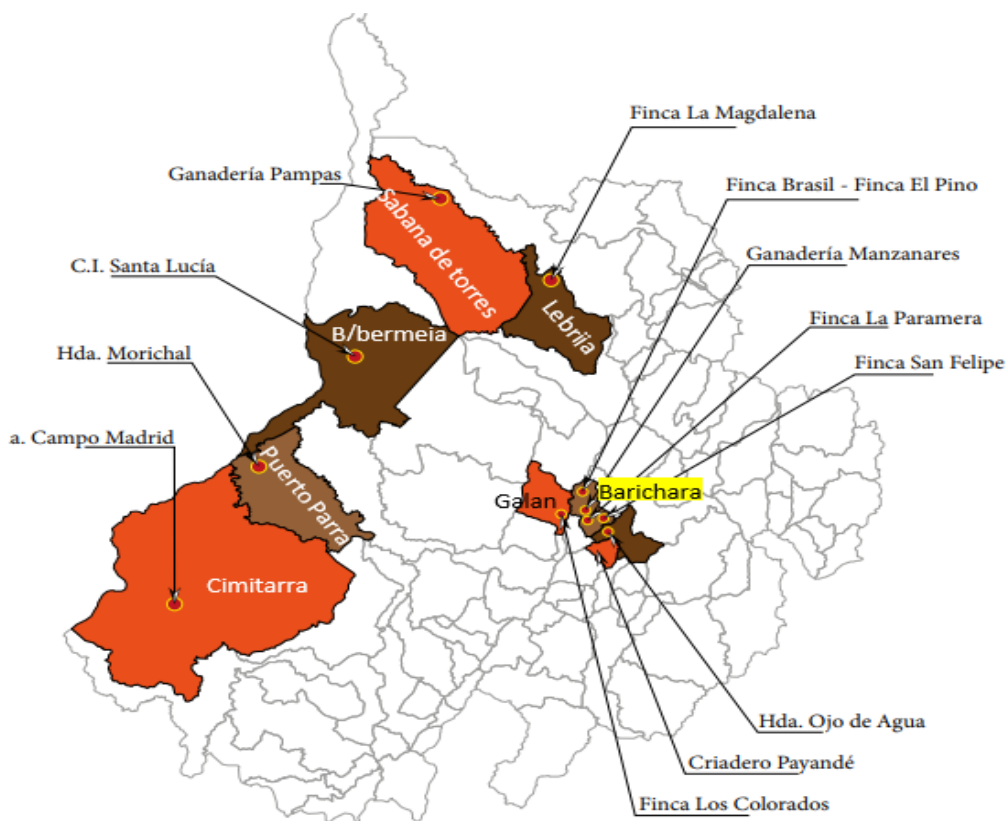 Finca La Magdalena
Ganadería Pampas
Finca Brasil - Finca El Pino
Sabana de torres
Ganadería Manzanares
C.I. Santa Lucía
Lebrija
Finca La Paramera
B/bermeia
Hda. Morichal
Finca San Felipe
a. Campo Madrid
Puerto Parra
Galan
Barichara
Cimitarra
Hda. Ojo de Agua
Criadero Payandé
Finca Los Colorados